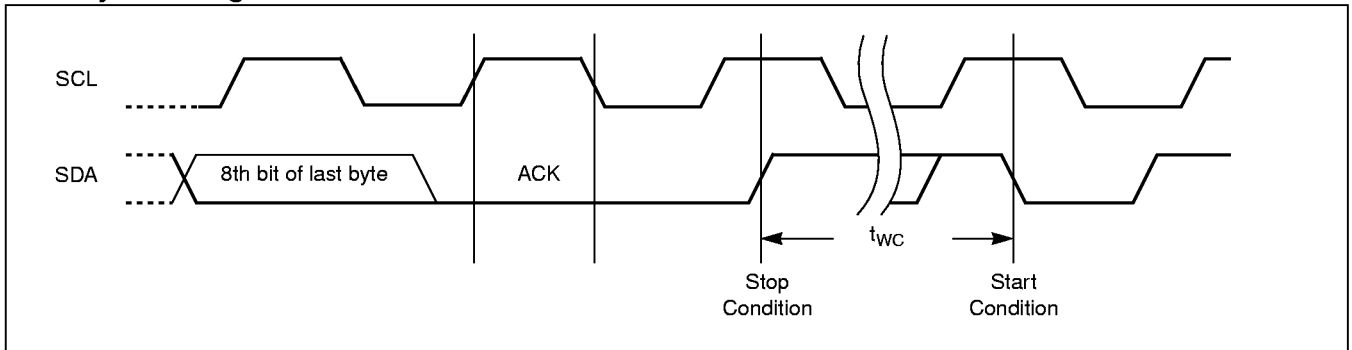 SCL
SDA
8th bit of last byte
ACK
tWC
Stop
Condition
Start
Condition